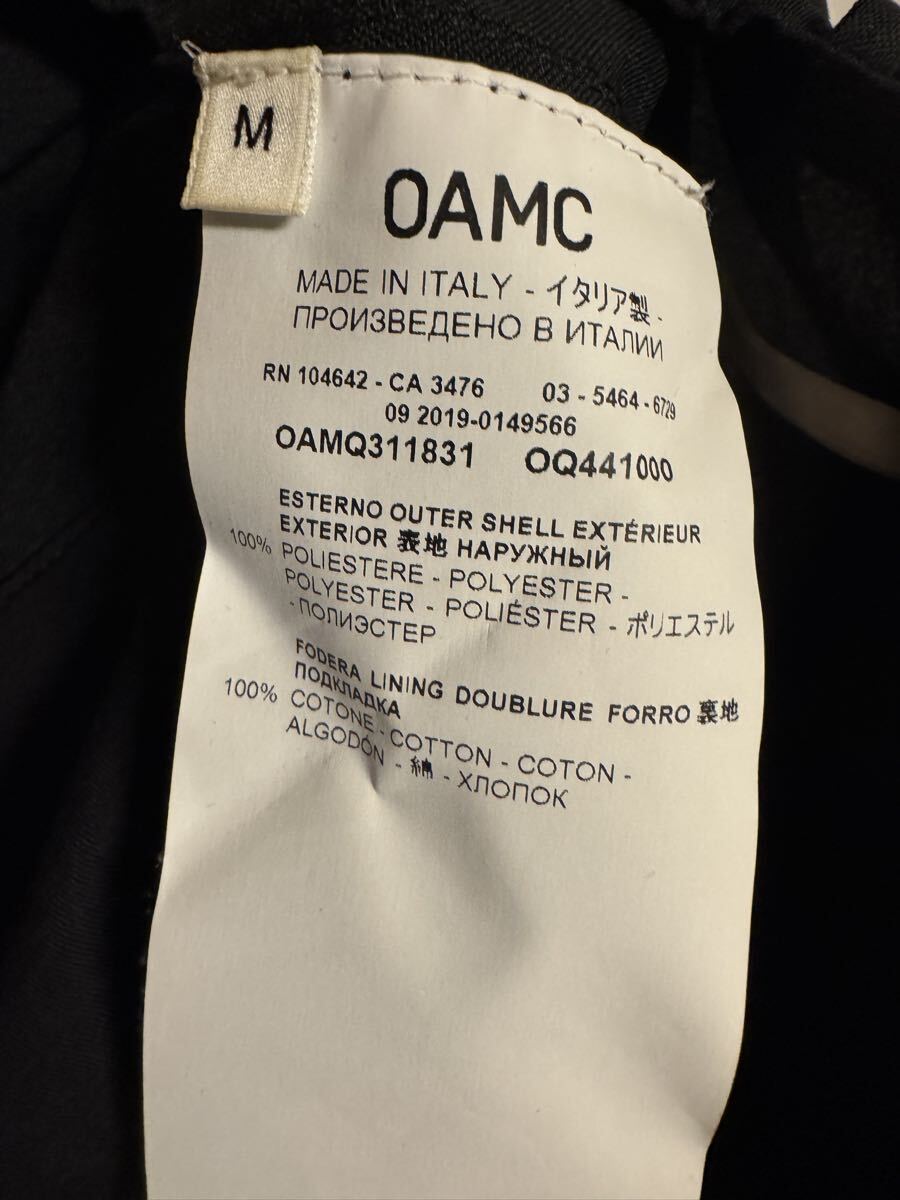 M
OAMC
MADE IN ITALY - イタリア製 -
ПРОИЗВЕДЕНО В ИТАЛИИ
RN 104642 - CA 3476 03 - 5464 - 6729
09 2019-0149566
OAMQ311831 OQ441000
ESTERNO OUTER SHELL EXTÉRIEUR
EXTERIOR 表地 НАРУЖНЫЙ
100% POLIESTERE - POLYESTER -
POLYESTER - POLIÉSTER - ポリエステル
- ПОЛИЭСТЕР
FODERA LINING DOUBLURE FORRO 裏地
ПОДКЛАДКА
100% COTONE - COTTON - COTON -
ALGODÓN - 綿 - ХЛОПОК